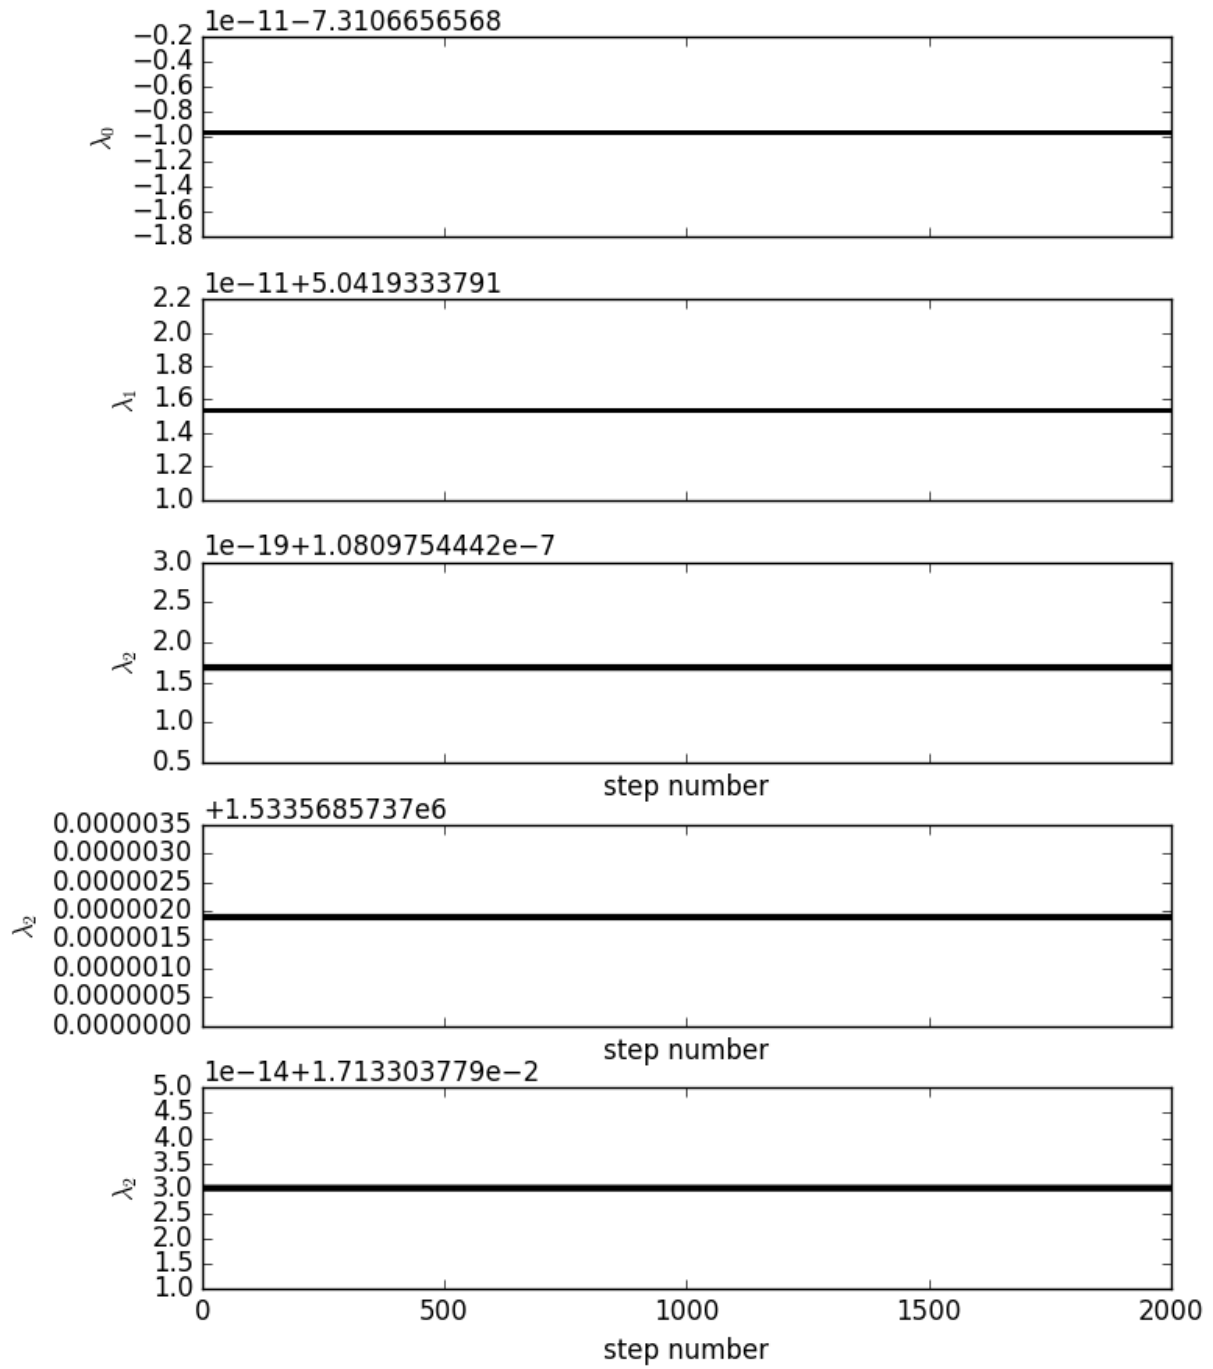 1e−11−7.3106656568
−0.2
−0.4
−0.6
−0.8
−1.0
−1.2
−1.4
−1.6
−1.8
λ0
1e−11+5.0419333791
2.2
2.0
1.8
1.6
1.4
1.2
1.0
λ1
1e−19+1.0809754442e−7
3.0
2.5
2.0
1.5
1.0
0.5
λ2
step number
+1.5335685737e6
0.0000035
0.0000030
0.0000025
0.0000020
0.0000015
0.0000010
0.0000005
0.0000000
λ2
step number
1e−14+1.713303779e−2
5.0
4.5
4.0
3.5
3.0
2.5
2.0
1.5
1.0
λ2
0 500 1000 1500 2000
step number